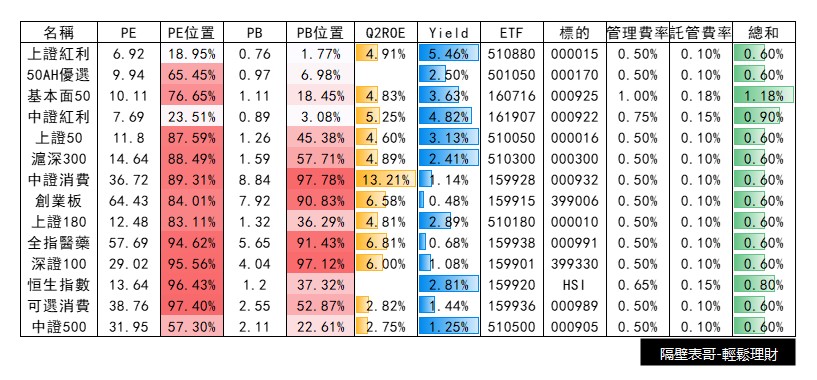 名稱 PE PE位置 PB PB位置 Q2ROE Yield ETF 標的 管理費率 託管費率 總和
上證紅利 6.92 18.95% 0.76 1.77% 4.91% 5.46% 510880 000015 0.50% 0.10% 0.60%
50AH優選 9.94 65.45% 0.97 6.98% 2.50% 501050 000170 0.50% 0.10% 0.60%
基本面50 10.11 76.65% 1.11 18.45% 4.83% 3.63% 160716 000925 1.00% 0.18% 1.18%
中證紅利 7.69 23.51% 0.89 3.08% 5.25% 4.82% 161907 000922 0.75% 0.15% 0.90%
上證50 11.8 87.59% 1.26 45.38% 4.60% 3.13% 510050 000016 0.50% 0.10% 0.60%
滬深300 14.64 88.49% 1.59 57.71% 4.89% 2.41% 510300 000300 0.50% 0.10% 0.60%
中證消費 36.72 89.31% 8.84 97.78% 13.21% 1.14% 159928 000932 0.50% 0.10% 0.60%
創業板 64.43 84.01% 7.92 90.83% 6.58% 0.48% 159915 399006 0.50% 0.10% 0.60%
上證180 12.48 83.11% 1.32 36.29% 4.81% 2.89% 510180 000010 0.50% 0.10% 0.60%
全指醫藥 57.69 94.62% 5.65 91.43% 6.81% 0.68% 159938 000991 0.50% 0.10% 0.60%
深證100 29.02 95.56% 4.04 97.12% 6.00% 1.08% 159901 399330 0.50% 0.10% 0.60%
恒生指數 13.64 96.43% 1.2 37.32% 2.81% 159920 HSI 0.65% 0.15% 0.80%
可選消費 38.76 97.40% 2.55 52.87% 2.82% 1.44% 159936 000989 0.50% 0.10% 0.60%
中證500 31.95 57.30% 2.11 22.61% 2.75% 1.25% 510500 000905 0.50% 0.10% 0.60%
隔壁表哥-輕鬆理財